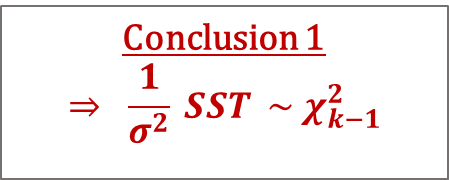 Conclusion 1
⇒ 1/σ² SST ~ χ²ₖ₋₁